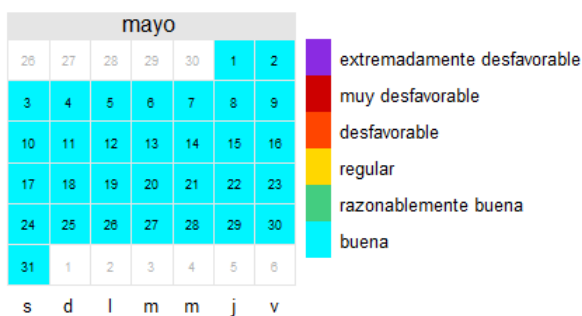 mayo
26 27 28 29 30 1 2
3 4 5 6 7 8 9
10 11 12 13 14 15 16
17 18 19 20 21 22 23
24 25 26 27 28 29 30
31 1 2 3 4 5 6
s d l m m j v
extremadamente desfavorable
muy desfavorable
desfavorable
regular
razonablemente buena
buena